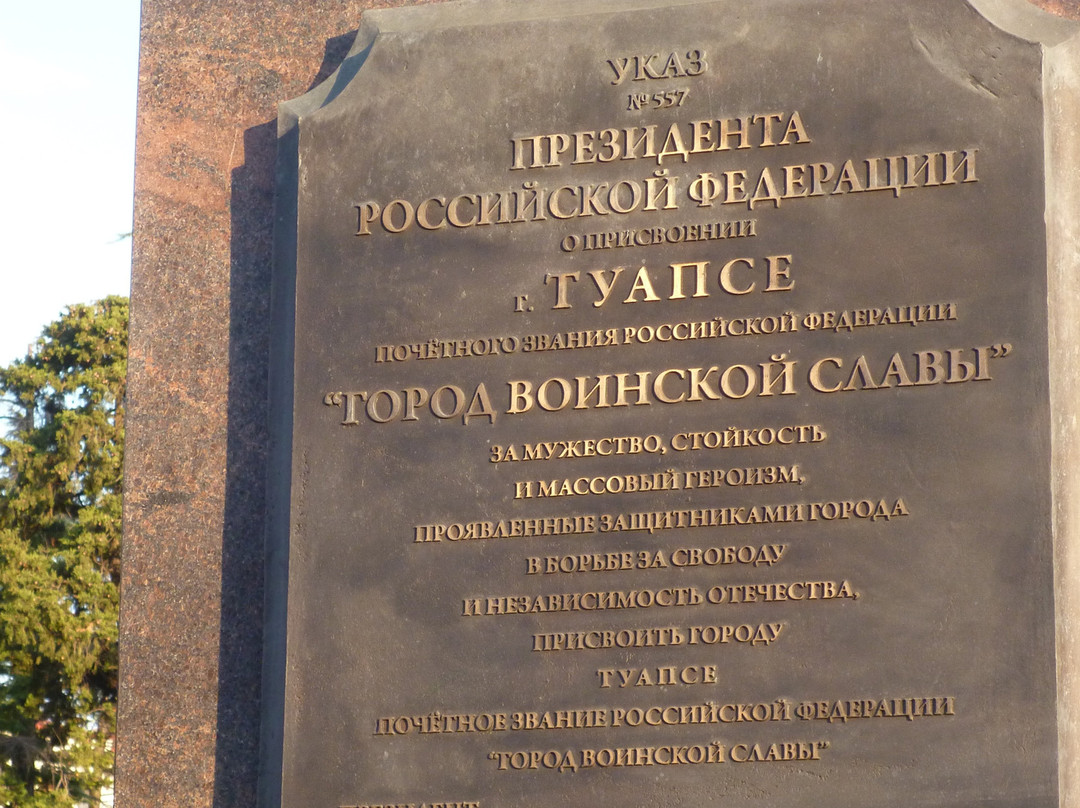 УКАЗ
№ 557
ПРЕЗИДЕНТА
РОССИЙСКОЙ ФЕДЕРАЦИИ
О ПРИСВОЕНИИ
г. ТУАПСЕ
ПОЧЁТНОГО ЗВАНИЯ РОССИЙСКОЙ ФЕДЕРАЦИИ
“ГОРОД ВОИНСКОЙ СЛАВЫ”
ЗА МУЖЕСТВО, СТОЙКОСТЬ
И МАССОВЫЙ ГЕРОИЗМ,
ПРОЯВЛЕННЫЕ ЗАЩИТНИКАМИ ГОРОДА
В БОРЬБЕ ЗА СВОБОДУ
И НЕЗАВИСИМОСТЬ ОТЕЧЕСТВА,
ПРИСВОИТЬ ГОРОДУ
ТУАПСЕ
ПОЧЁТНОЕ ЗВАНИЕ РОССИЙСКОЙ ФЕДЕРАЦИИ
“ГОРОД ВОИНСКОЙ СЛАВЫ”
ПРЕЗИДЕНТ